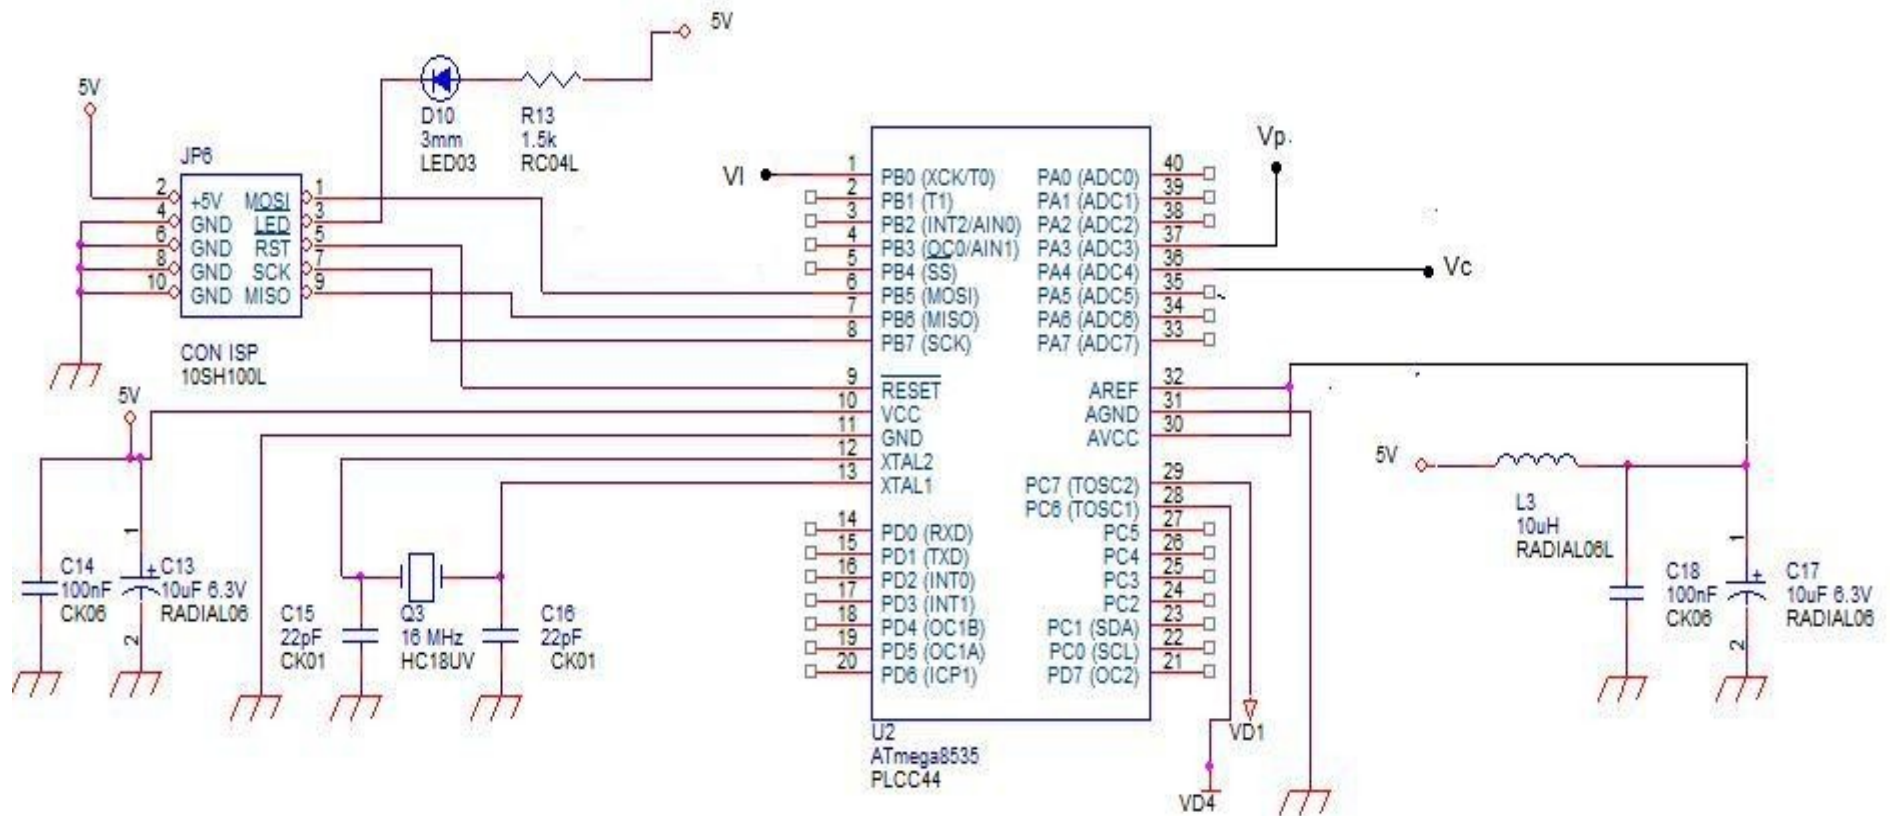 5V
5V
D10
3mm
LED03
R13
1.5k
RC04L
JP6
2 +5V MOSI 1
4 GND LED 3
6 GND RST 5
8 GND SCK 7
10 GND MISO 9
CON ISP
10SH100L
VI
Vp.
Vc
1 PB0 (XCK/T0) PA0 (ADC0) 40
2 PB1 (T1) PA1 (ADC1) 39
3 PB2 (INT2/AIN0) PA2 (ADC2) 38
4 PB3 (OC0/AIN1) PA3 (ADC3) 37
5 PB4 (SS) PA4 (ADC4) 36
6 PB5 (MOSI) PA5 (ADC5) 35
7 PB6 (MISO) PA6 (ADC6) 34
8 PB7 (SCK) PA7 (ADC7) 33
9 RESET AREF 32
10 VCC AGND 31
11 GND AVCC 30
12 XTAL2
13 XTAL1 PC7 (TOSC2) 29
PC6 (TOSC1) 28
14 PD0 (RXD) PC5 27
15 PD1 (TXD) PC4 26
16 PD2 (INT0) PC3 25
17 PD3 (INT1) PC2 24
18 PD4 (OC1B) PC1 (SDA) 23
19 PD5 (OC1A) PC0 (SCL) 22
20 PD6 (ICP1) PD7 (OC2) 21
U2
ATmega8535
PLCC44
5V
1
2
C14
100nF
CK06
C13
+
10uF 6.3V
RADIAL06
C15
22pF
CK01
Q3
16 MHz
HC18UV
C16
22pF
CK01
VD1
VD4
5V
L3
10uH
RADIAL06L
1
2
C18
100nF
CK06
C17
+
10uF 6.3V
RADIAL06